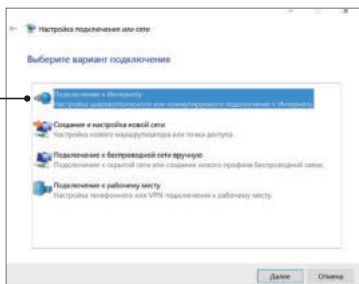 Настройка подключения или сети
Выберите вариант подключения
Подключение к Интернету
Настройка широкополосного или коммутируемого подключения к Интернету.
Создание и настройка новой сети
Настройка нового маршрутизатора или точки доступа.
Подключение к беспроводной сети вручную
Подключение к скрытой сети или создание нового профиля беспроводной связи.
Подключение к рабочему месту
Настройка телефонного или VPN-подключения к рабочему месту.
Далее
Отмена